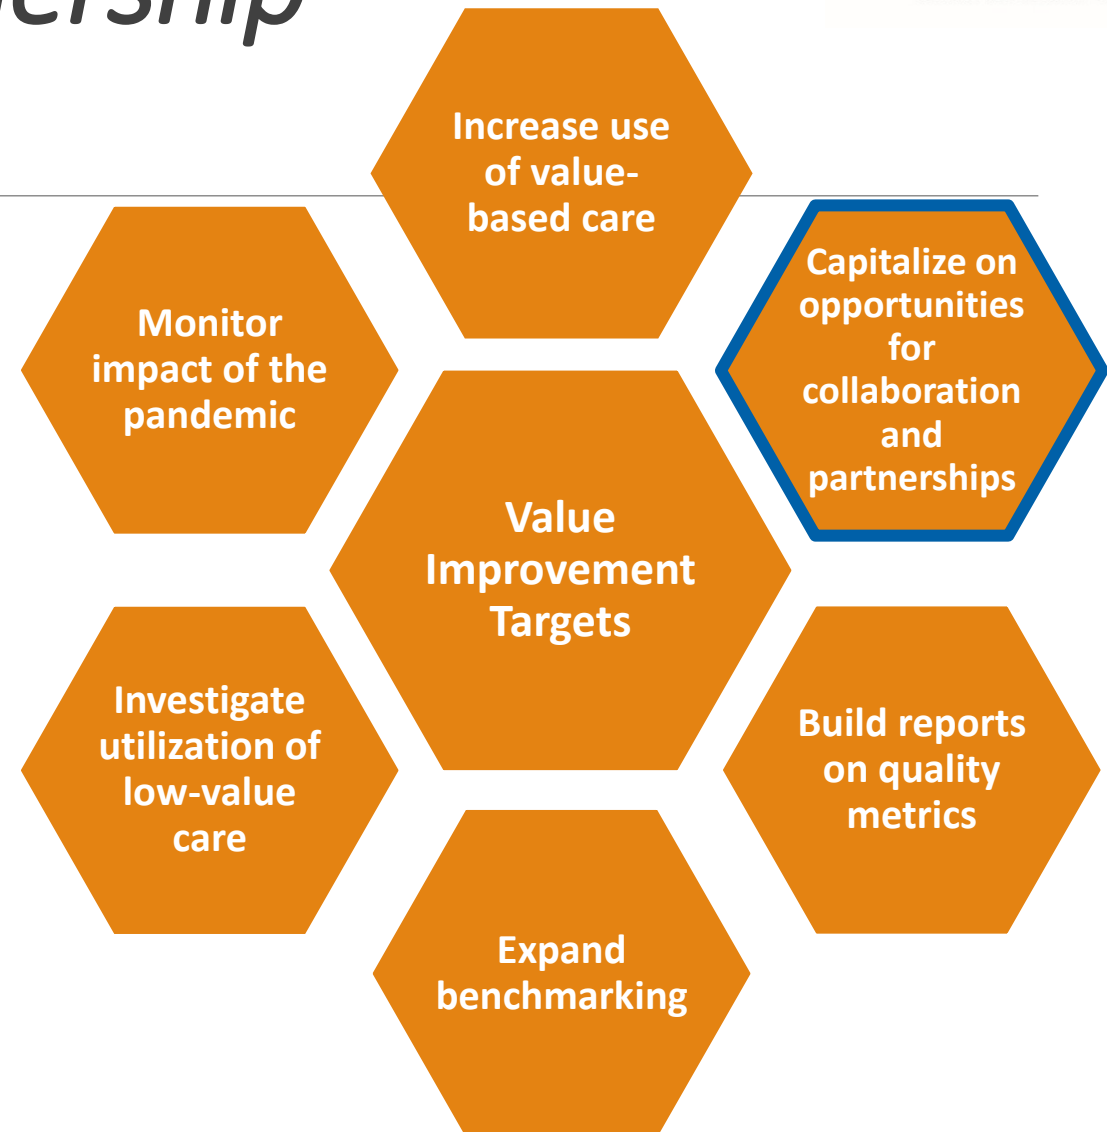 Increase use
of value-
based care
Capitalize on
opportunities
for
collaboration
and
partnerships
Monitor
impact of the
pandemic
Value
Improvement
Targets
Investigate
utilization of
low-value
care
Build reports
on quality
metrics
Expand
benchmarking